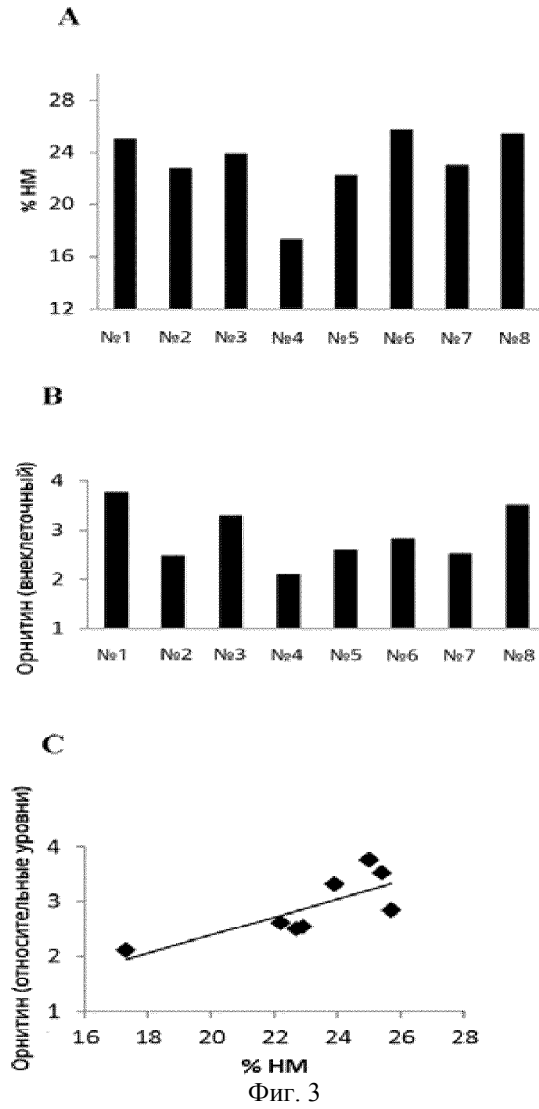 A
28
24
20
16
12
% НМ
№1 №2 №3 №4 №5 №6 №7 №8
B
4
3
2
1
Орнитин (внеклеточный)
№1 №2 №3 №4 №5 №6 №7 №8
C
4
3
2
1
Орнитин (относительные уровни)
16 18 20 22 24 26 28
% НМ
Фиг. 3